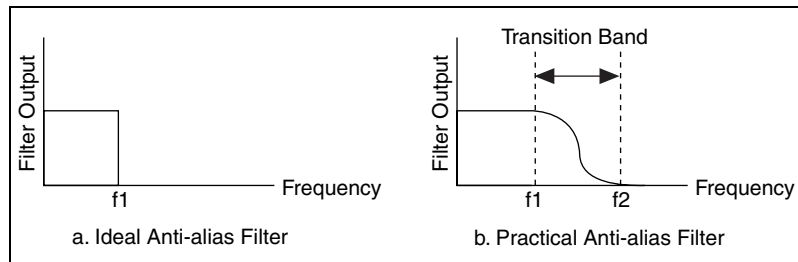 Filter Output
f1
Frequency
a. Ideal Anti-alias Filter
Transition Band
Filter Output
f1
f2
Frequency
b. Practical Anti-alias Filter